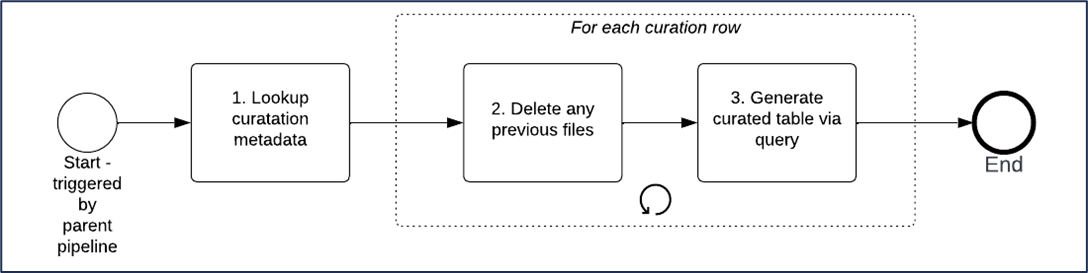 For each curation row
1. Lookup
curatation
metadata
2. Delete any
previous files
3. Generate
curated table via
query
Start -
triggered
by
parent
pipeline
End